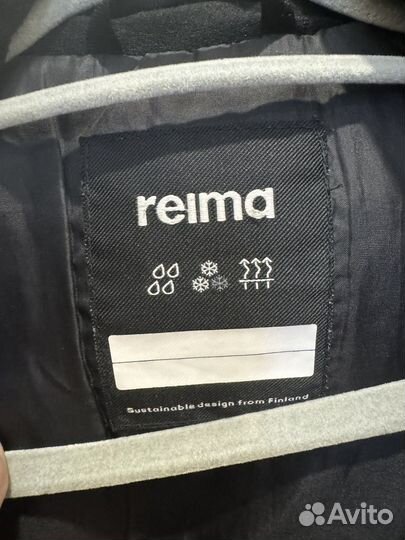 reima
Sustainable design from Finland
Avito